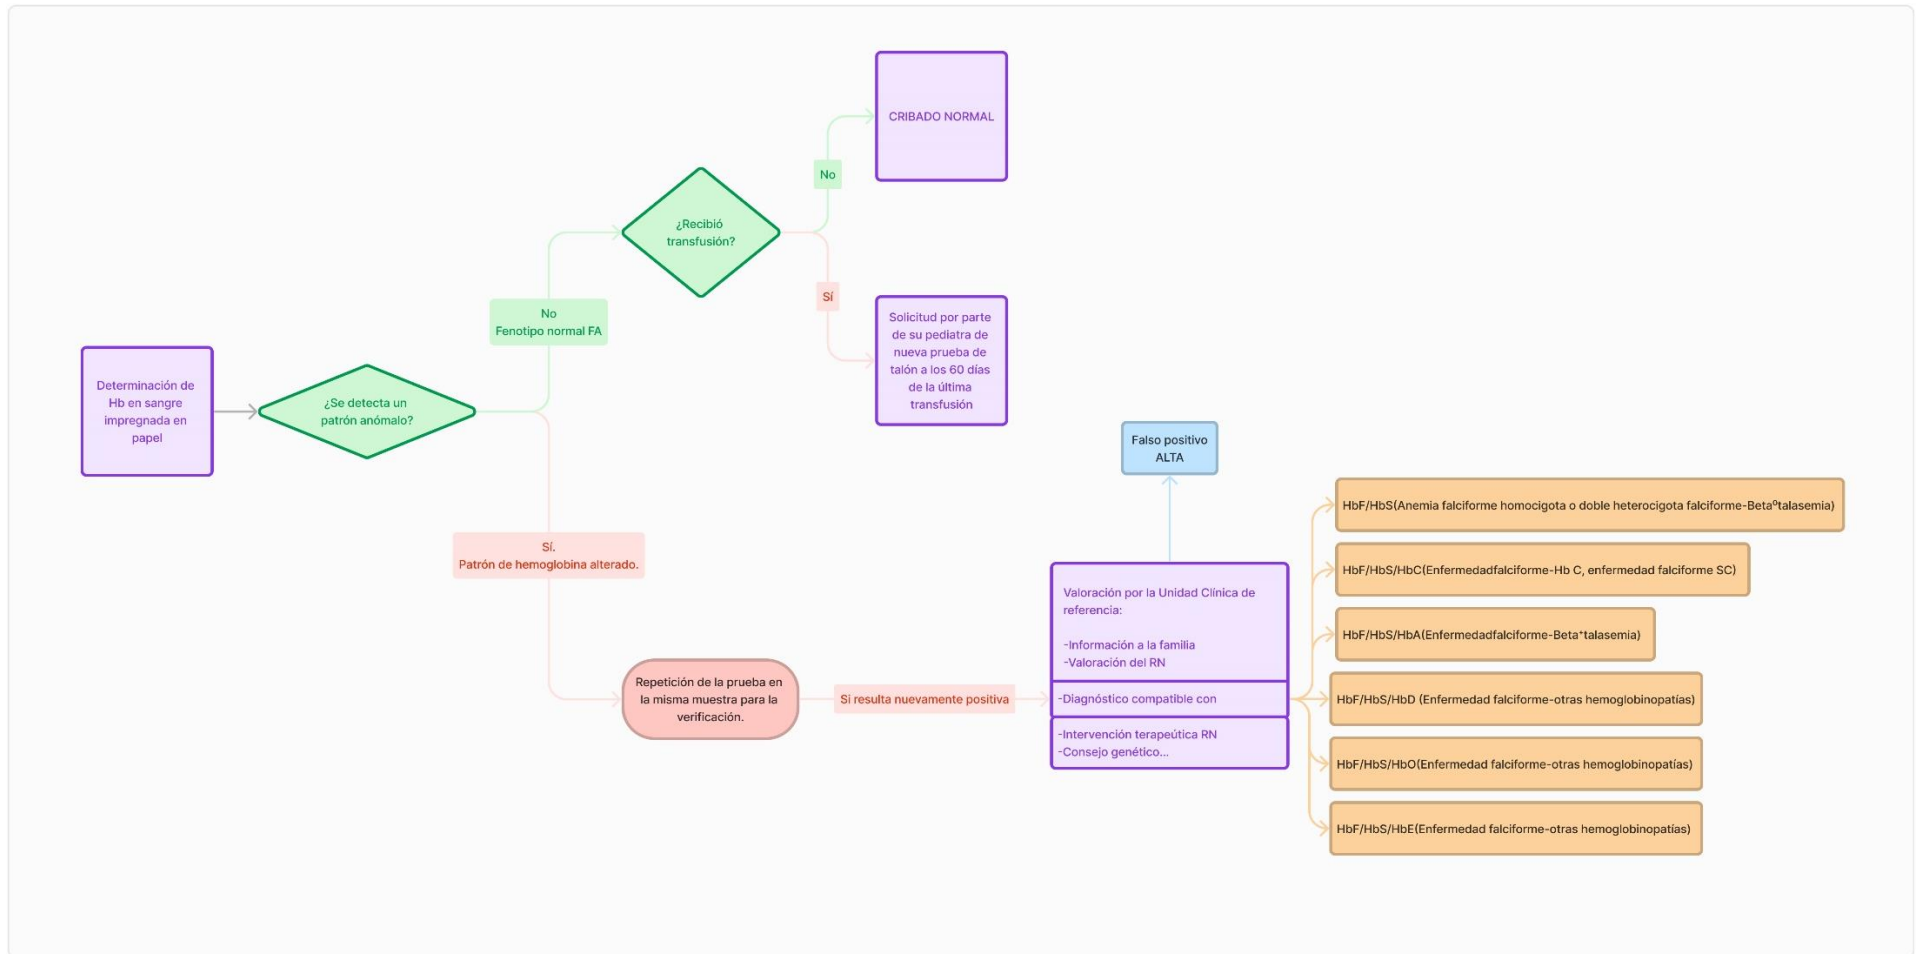 Determinación de
Hb en sangre
impregnada en
papel
¿Se detecta un
patrón anómalo?
No
Fenotipo normal FA
¿Recibió
transfusión?
No
CRIBADO NORMAL
Sí
Solicitud por parte
de su pediatra de
nueva prueba de
talón a los 60 días
de la última
transfusión
Sí.
Patrón de hemoglobina alterado.
Repetición de la prueba en
la misma muestra para la
verificación.
Si resulta nuevamente positiva
Falso positivo
ALTA
Valoración por la Unidad Clínica de
referencia:
-Información a la familia
-Valoración del RN
-Diagnóstico compatible con
-Intervención terapeútica RN
-Consejo genético...
HbF/HbS(Anemia falciforme homocigota o doble heterocigota falciforme-Beta⁰talasemia)
HbF/HbS/HbC(Enfermedadfalciforme-Hb C, enfermedad falciforme SC)
HbF/HbS/HbA(Enfermedadfalciforme-Beta⁺talasemia)
HbF/HbS/HbD (Enfermedad falciforme-otras hemoglobinopatías)
HbF/HbS/HbO(Enfermedad falciforme-otras hemoglobinopatías)
HbF/HbS/HbE(Enfermedad falciforme-otras hemoglobinopatías)